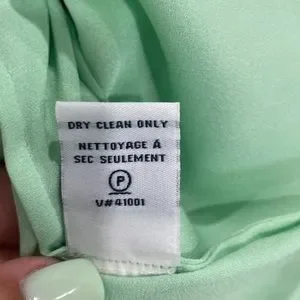 DRY CLEAN ONLY
NETTOYAGE À
SEC SEULEMENT
P
V#41001